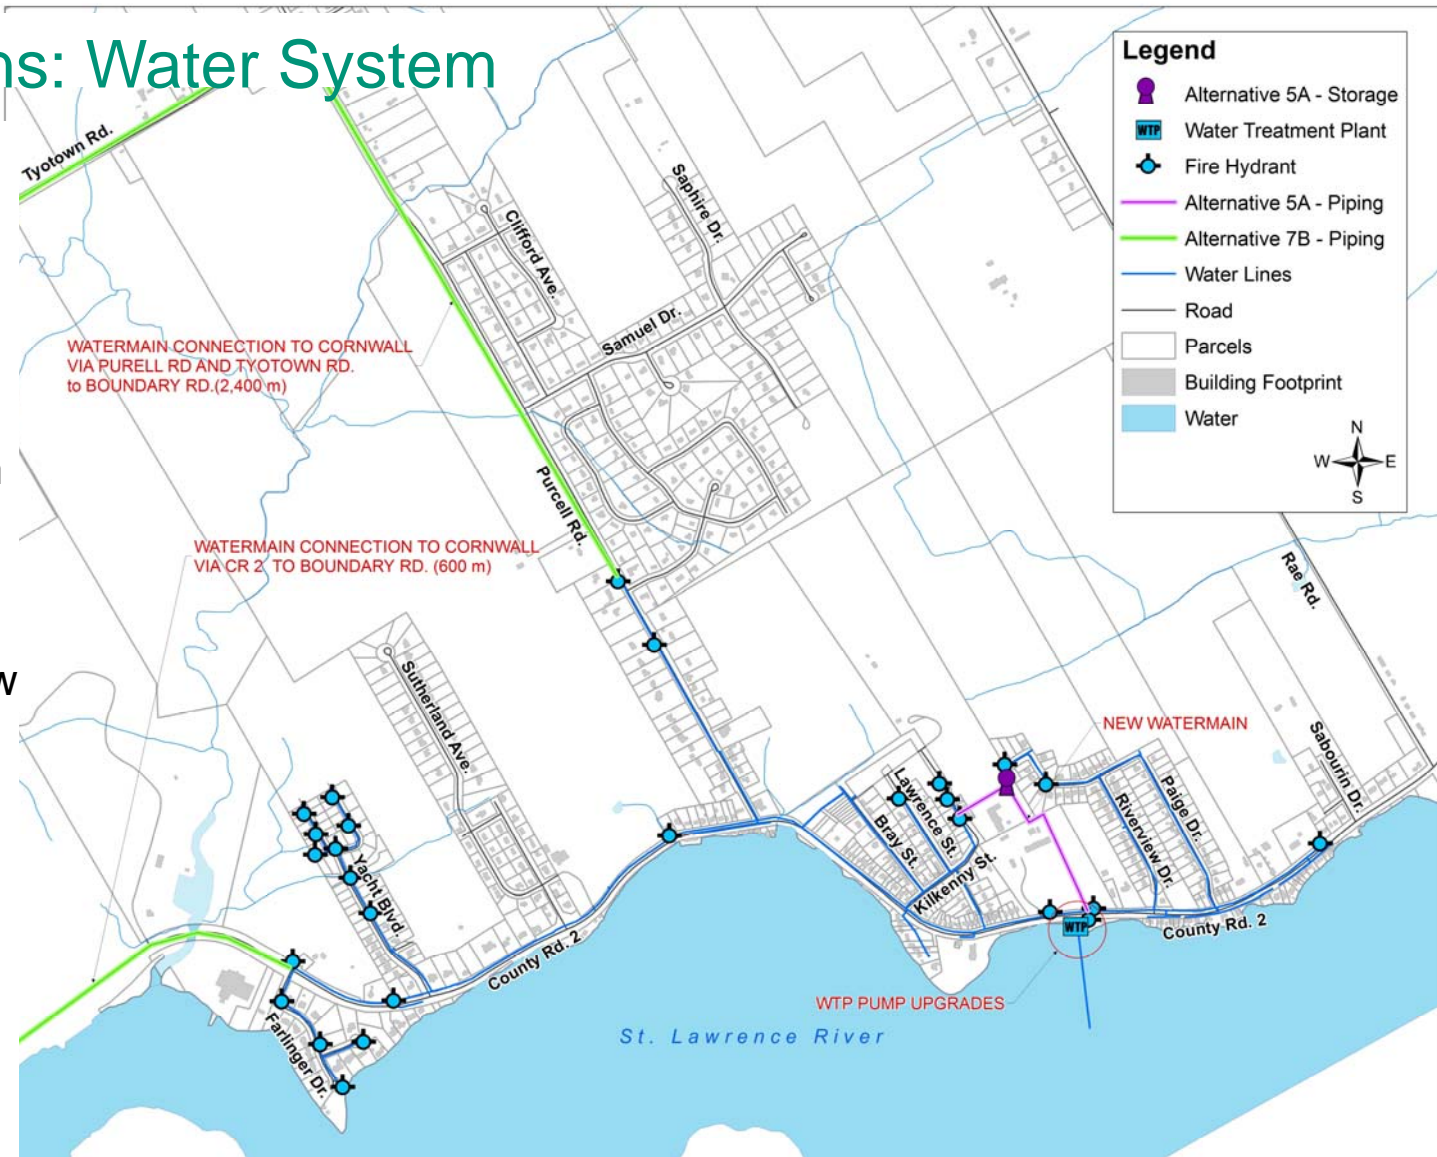 ns: Water System
Legend
Alternative 5A - Storage
WTP
Water Treatment Plant
Fire Hydrant
Alternative 5A - Piping
Alternative 7B - Piping
Water Lines
Road
Parcels
Building Footprint
Water
N
W
E
S
Tyotown Rd.
Clifford Ave.
Saphire Dr.
Samuel Dr.
WATERMAIN CONNECTION TO CORNWALL
VIA PURELL RD AND TYOTOWN RD.
to BOUNDARY RD.(2,400 m)
Purcell Rd.
WATERMAIN CONNECTION TO CORNWALL
VIA CR 2 TO BOUNDARY RD. (600 m)
Rae Rd.
w
Sutherland Ave.
NEW WATERMAIN
Sabourin Dr.
Lawrence St.
Bray St.
Kilkenny St.
Riverview Dr.
Paige Dr.
Yacht Blvd.
County Rd. 2
WTP
County Rd. 2
WTP PUMP UPGRADES
Farlinger Dr.
St. Lawrence River